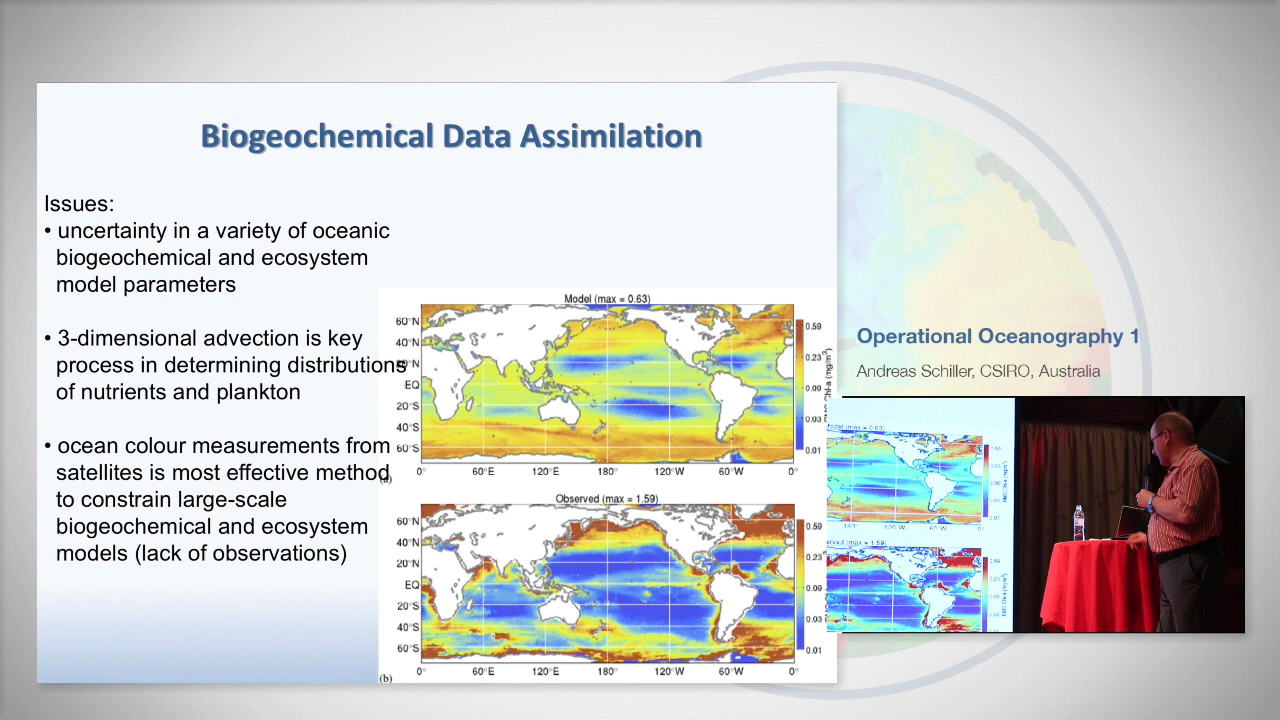 Biogeochemical Data Assimilation
Issues:
• uncertainty in a variety of oceanic
biogeochemical and ecosystem
model parameters
• 3-dimensional advection is key
process in determining distributions
of nutrients and plankton
• ocean colour measurements from
satellites is most effective method
to constrain large-scale
biogeochemical and ecosystem
models (lack of observations)
Model (max = 0.63)
60°N
40°N
EQ
20°S
40°S
60°S
0° 60°E 120°E 180° 120°W 60°W 0°
0.59
0.23
0.09
0.03
0.01
Chl-a (mg/m³)
Observed (max = 1.59)
60°N
40°N
20°N
EQ
20°S
40°S
60°S
0° 60°E 120°E 180° 120°W 60°W 0°
(b)
0.59
0.23
0.09
0.03
0.01
Operational Oceanography 1
Andreas Schiller, CSIRO, Australia